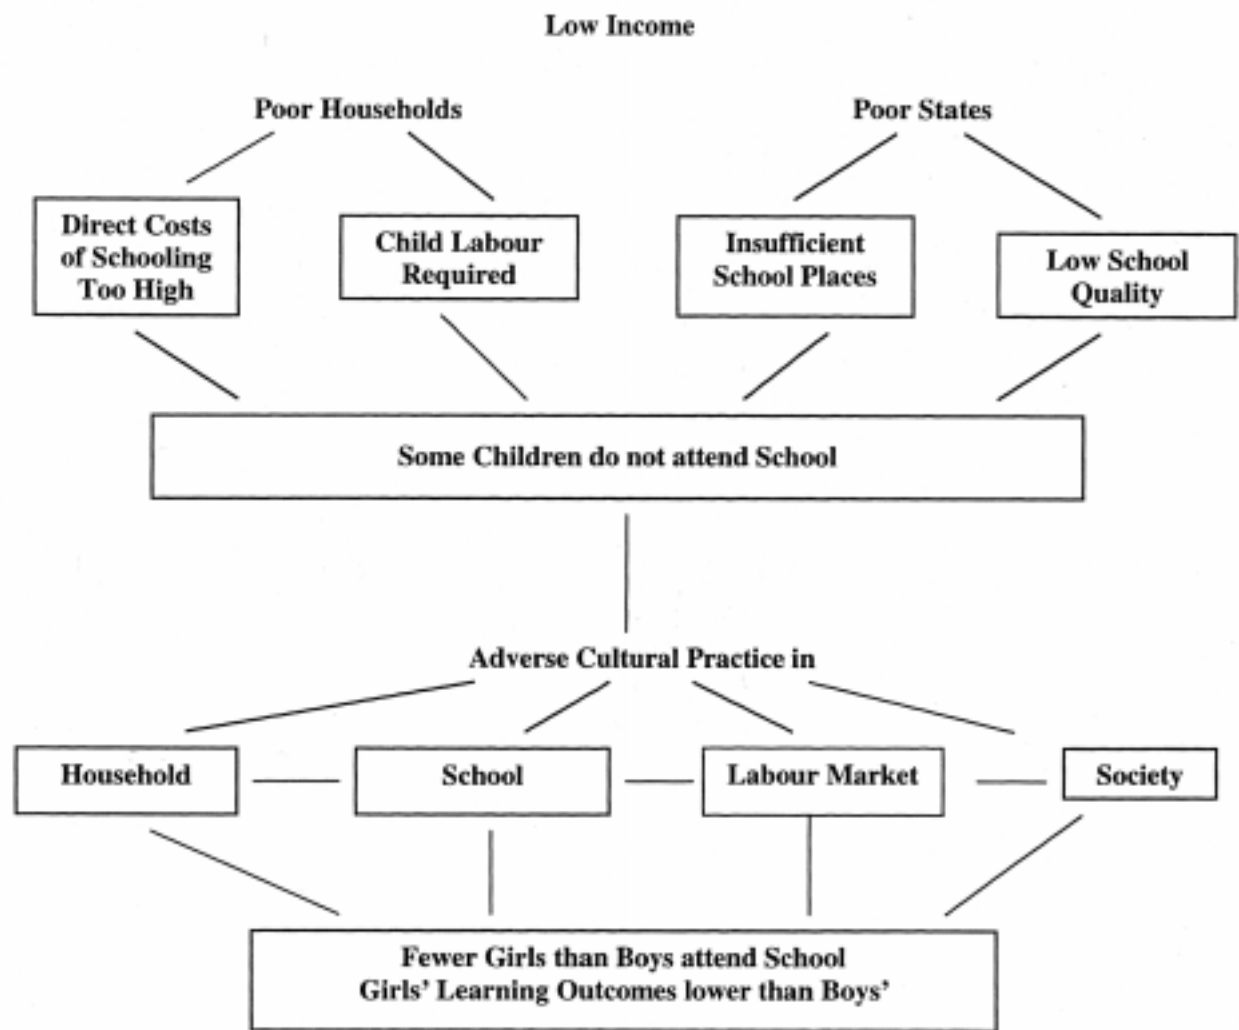 Low Income
Poor Households
Poor States
Direct Costs
of Schooling
Too High
Child Labour
Required
Insufficient
School Places
Low School
Quality
Some Children do not attend School
Adverse Cultural Practice in
Household
School
Labour Market
Society
Fewer Girls than Boys attend School
Girls' Learning Outcomes lower than Boys'